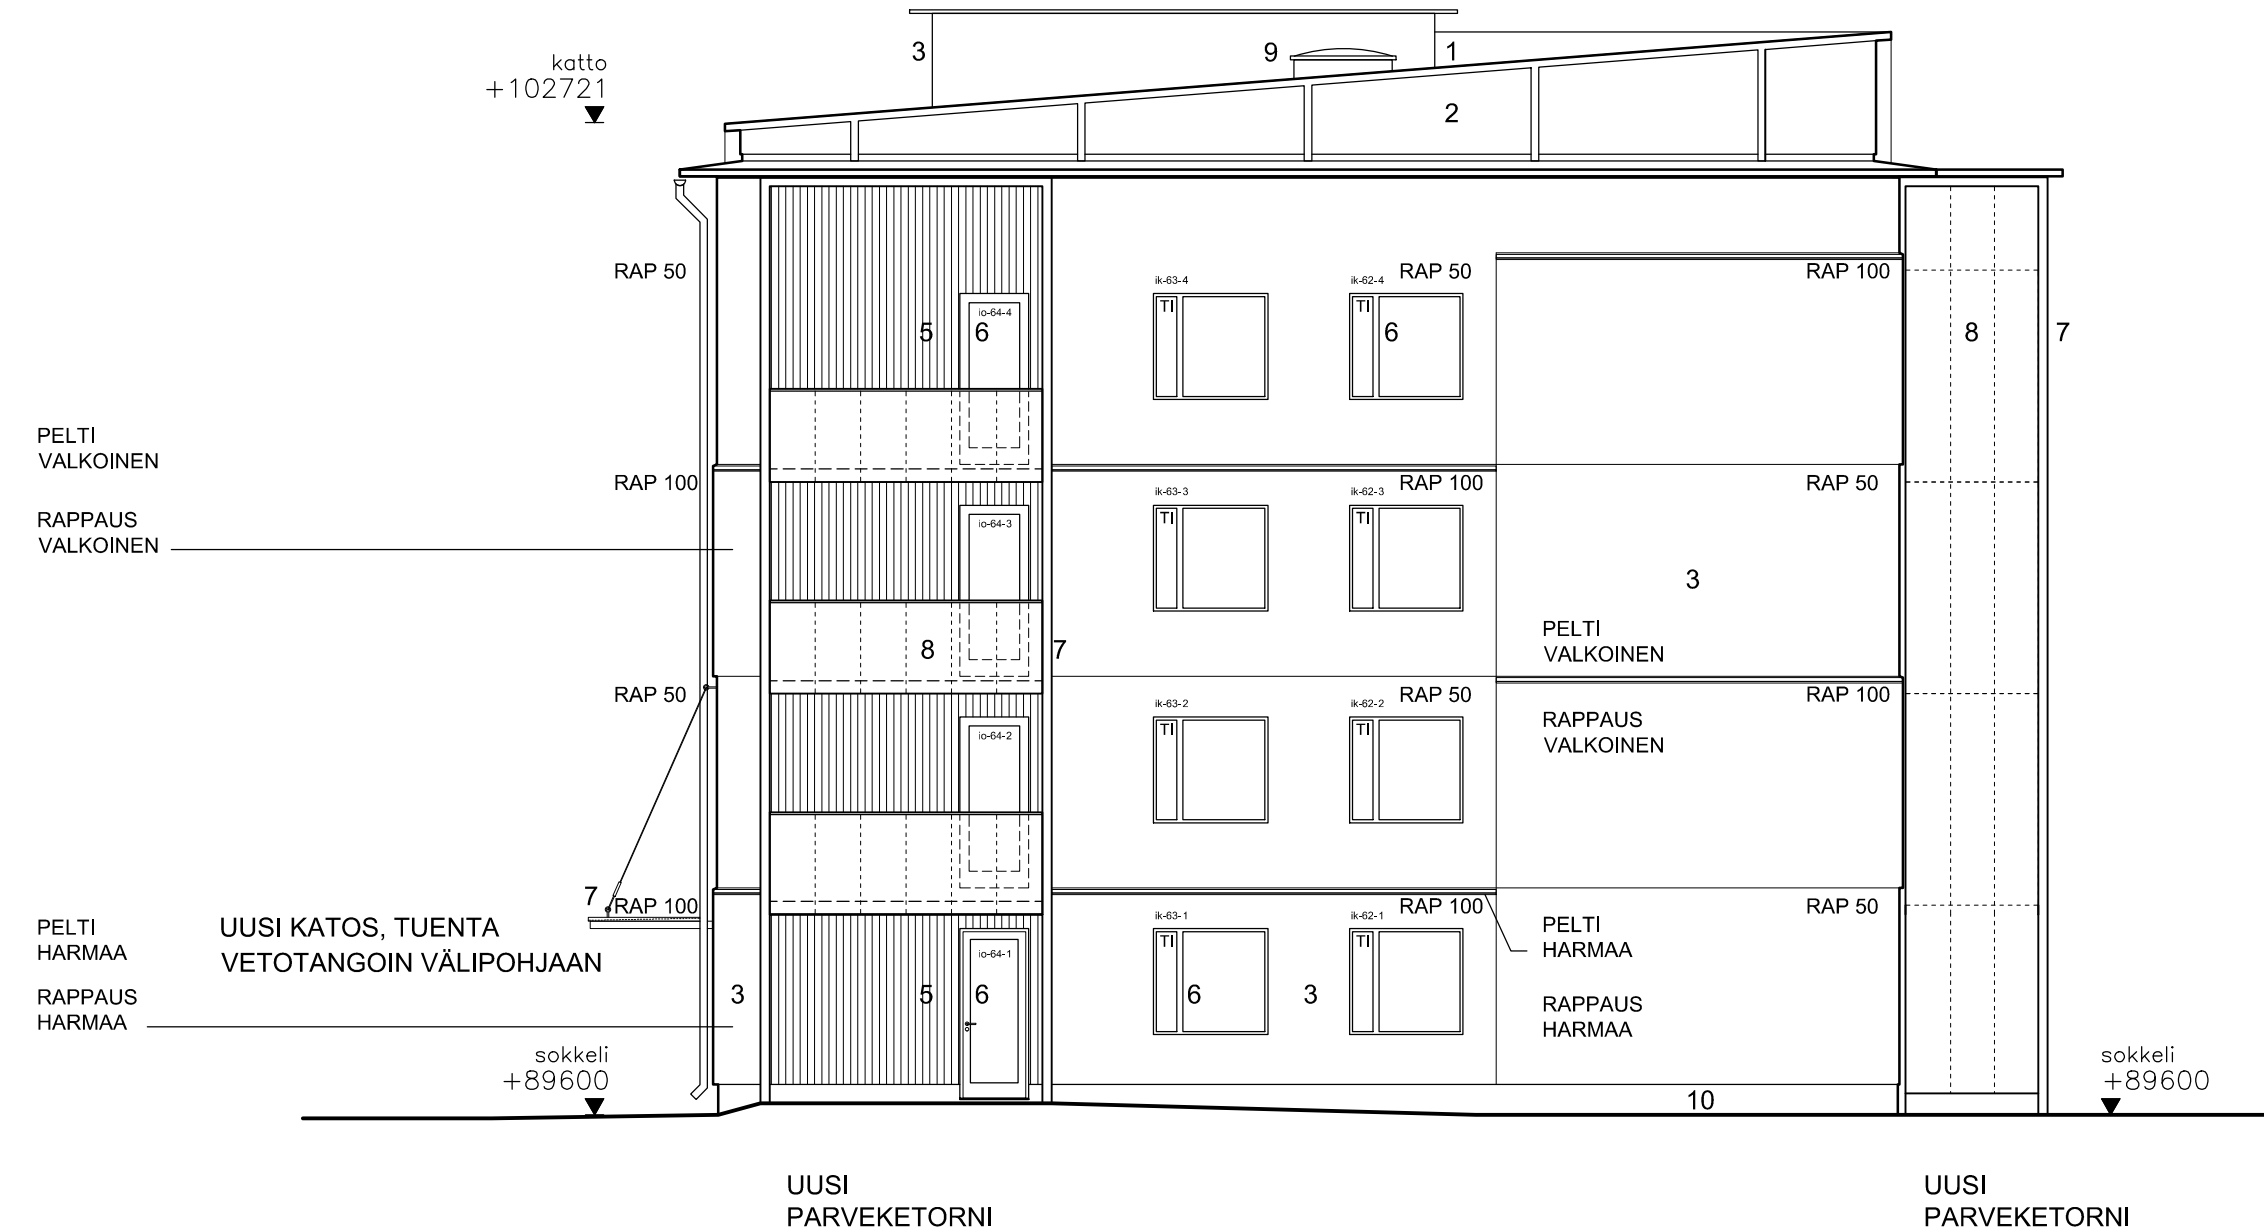 3
9
1
katto
+102721
2
RAP 50
ik-63-4
ik-62-4
RAP 50
RAP 100
TI
TI
io-64-4
5
6
6
8
7
PELTI
VALKOINEN
RAP 100
ik-63-3
ik-62-3
RAP 100
RAP 50
RAPPAUS
VALKOINEN
TI
TI
io-64-3
3
8
7
PELTI
VALKOINEN
RAP 50
ik-63-2
ik-62-2
RAP 50
RAP 100
TI
TI
io-64-2
RAPPAUS
VALKOINEN
7
RAP 100
ik-63-1
ik-62-1
RAP 100
RAP 50
PELTI
HARMAA
UUSI KATOS, TUENTA
VETOTANGOIN VÄLIPOHJAAN
TI
TI
io-64-1
PELTI
HARMAA
RAPPAUS
HARMAA
3
5
6
6
3
RAPPAUS
HARMAA
sokkeli
+89600
sokkeli
+89600
10
UUSI
PARVEKETORNI
UUSI
PARVEKETORNI